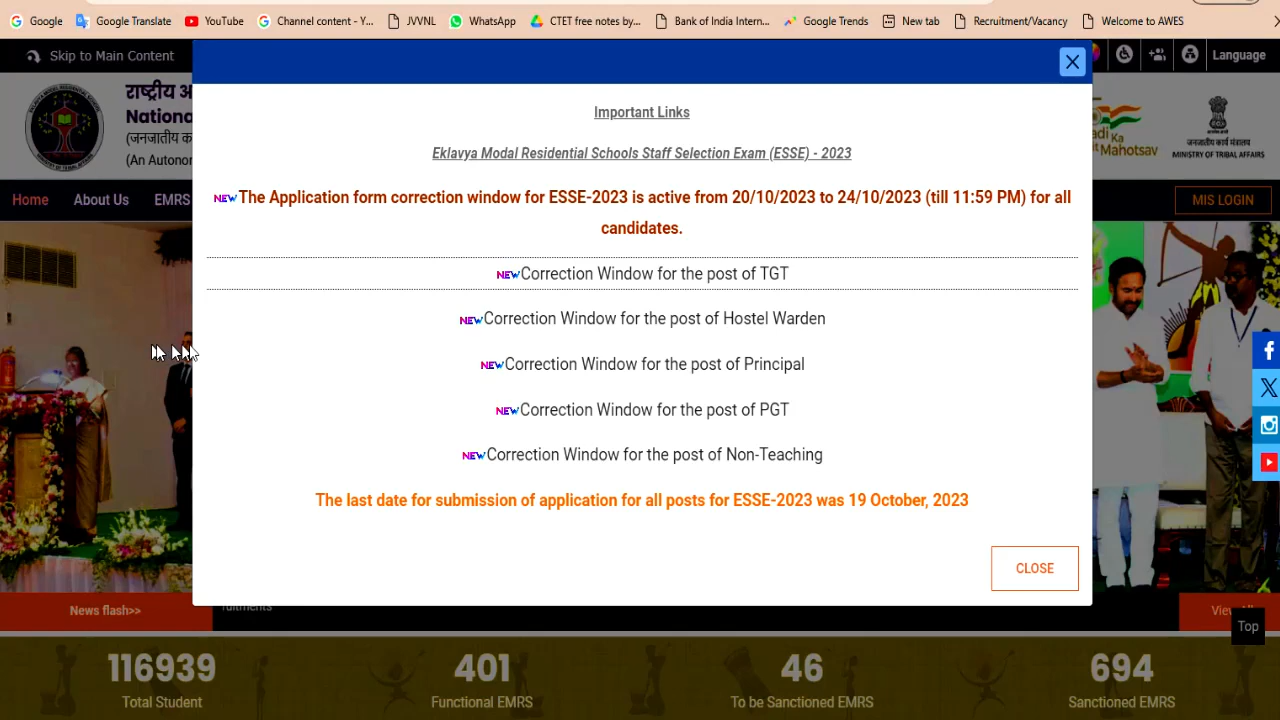 Google
Google Translate
YouTube
Channel content - Y...
JVVNL
WhatsApp
CTET free notes by...
Bank of India Intern...
Google Trends
New tab
Recruitment/Vacancy
Welcome to AWES
Skip to Main Content
Language
राष्ट्रीय
National
(जनजातीय
(An Autonor
Ka
Mahotsav
जनजातीय कार्य मंत्रालय
MINISTRY OF TRIBAL AFFAIRS
Home
About Us
EMRS
MIS LOGIN
Important Links
Eklavya Modal Residential Schools Staff Selection Exam (ESSE) - 2023
NEW The Application form correction window for ESSE-2023 is active from 20/10/2023 to 24/10/2023 (till 11:59 PM) for all
candidates.
NEW Correction Window for the post of TGT
NEW Correction Window for the post of Hostel Warden
NEW Correction Window for the post of Principal
NEW Correction Window for the post of PGT
NEW Correction Window for the post of Non-Teaching
The last date for submission of application for all posts for ESSE-2023 was 19 October, 2023
CLOSE
News flash>>
ruitments
Top
116939
Total Student
401
Functional EMRS
46
To be Sanctioned EMRS
694
Sanctioned EMRS